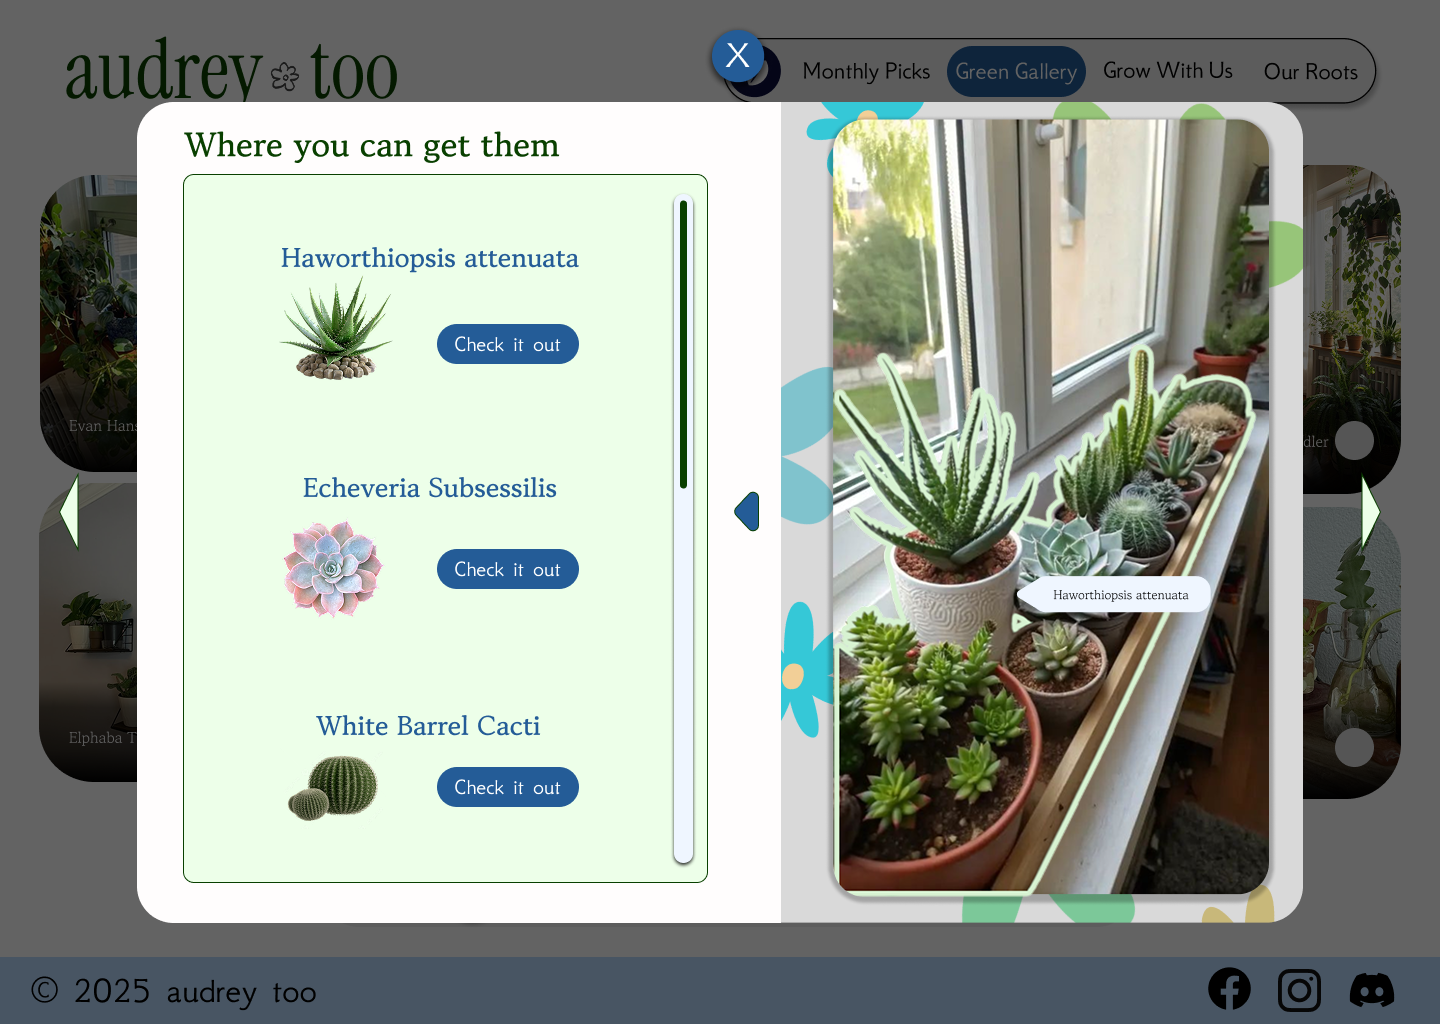 audrey too
X
Monthly Picks
Green Gallery
Grow With Us
Our Roots
Where you can get them
Haworthiopsis attenuata
Check it out
Echeveria Subsessilis
Check it out
White Barrel Cacti
Check it out
Haworthiopsis attenuata
Evan Hans
dler
Elphaba T
© 2025 audrey too